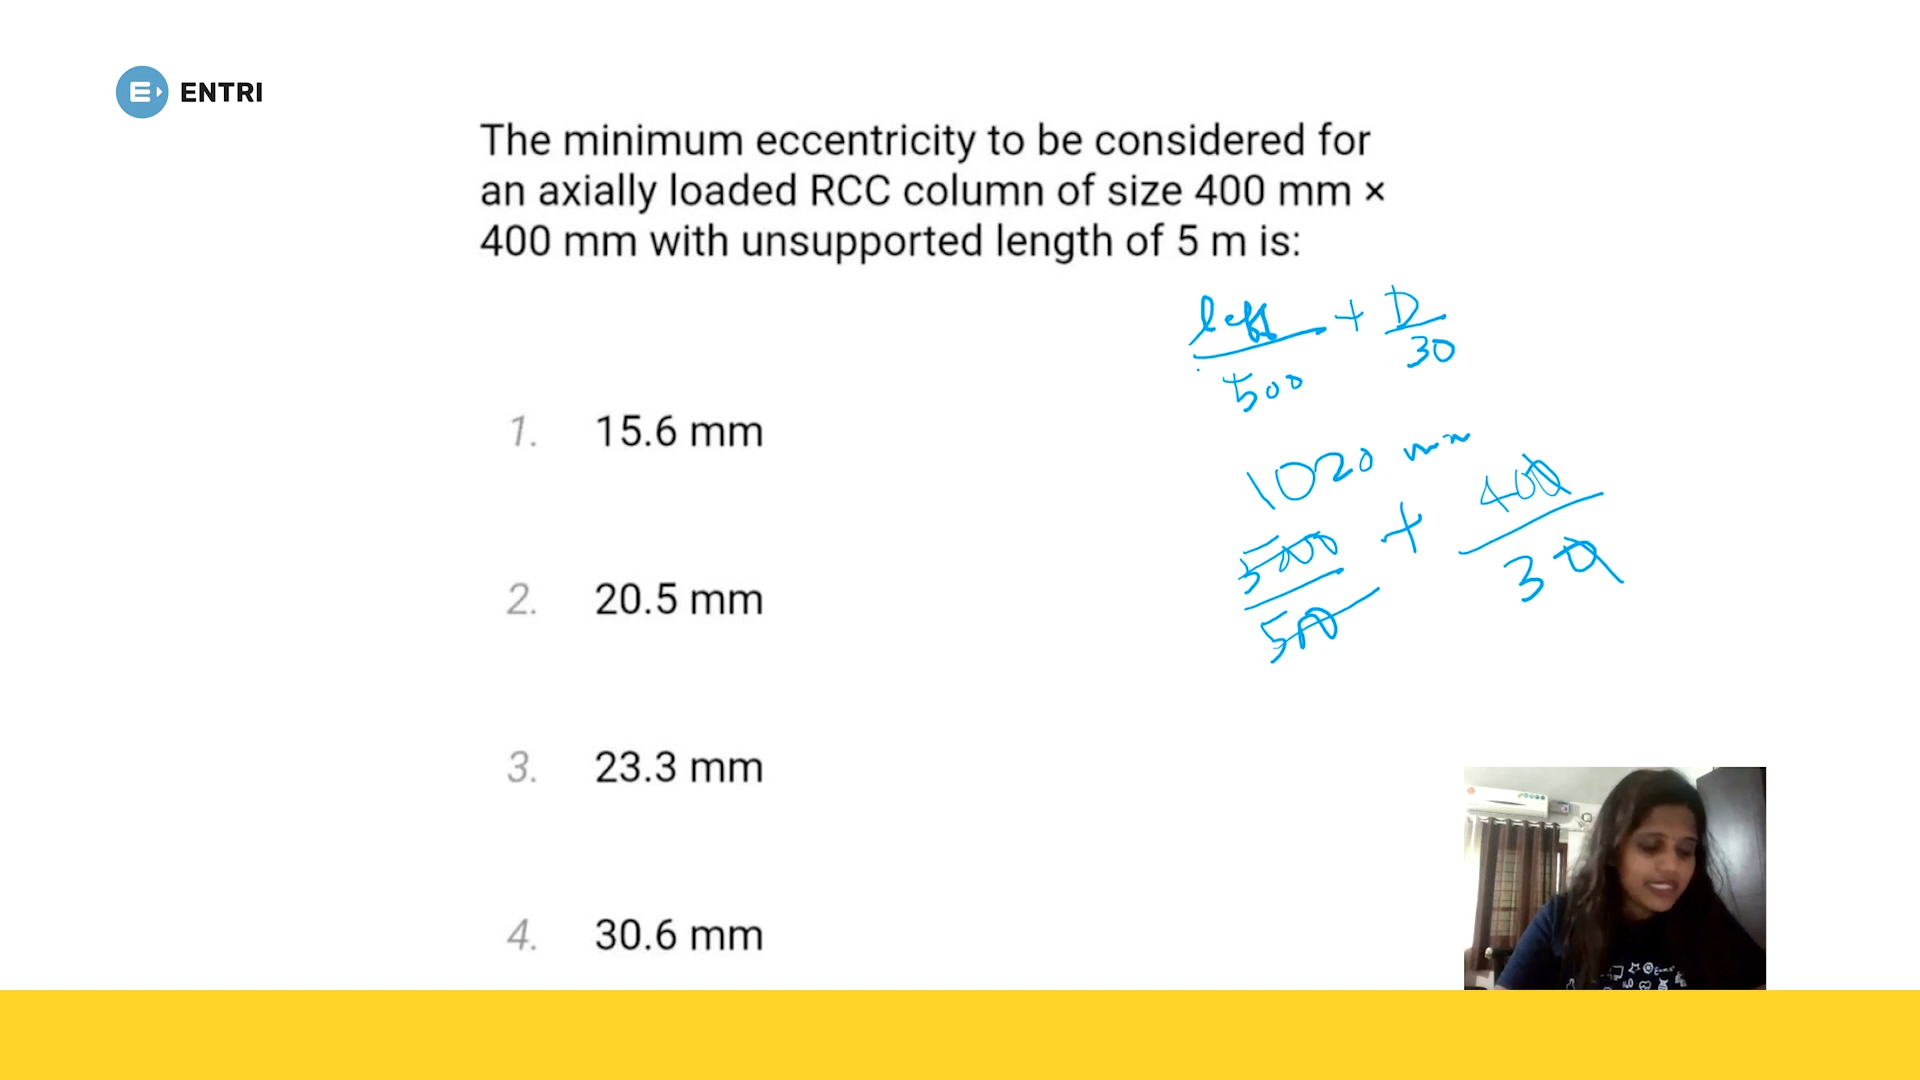 ENTRI
The minimum eccentricity to be considered for
an axially loaded RCC column of size 400 mm ×
400 mm with unsupported length of 5 m is:
leff + D
500 30
1. 15.6 mm
1020 mm
5000 + 400
500 30
2. 20.5 mm
3. 23.3 mm
4. 30.6 mm